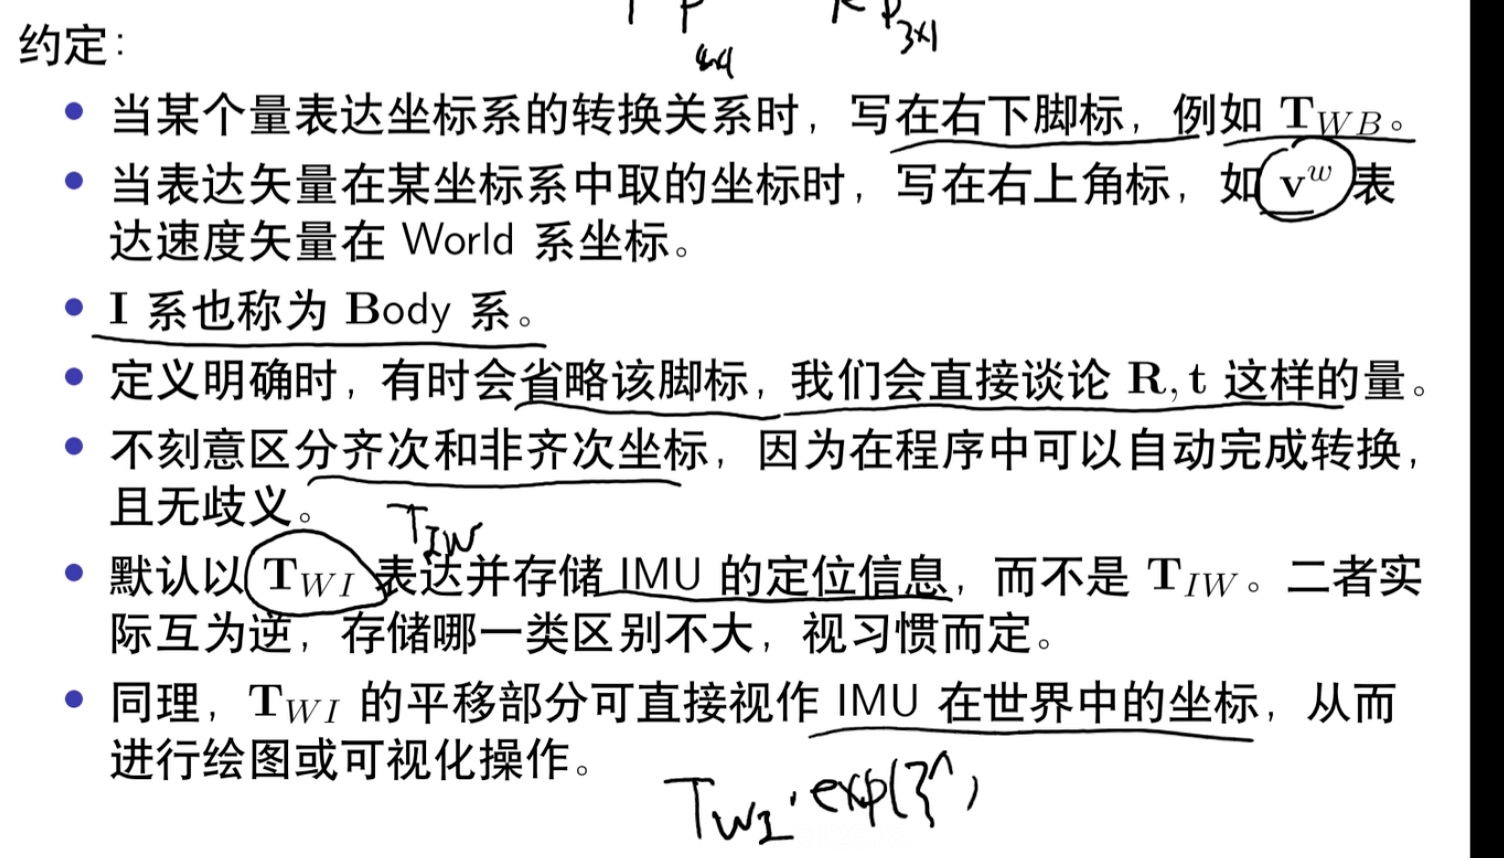 P R P 3×1
4×1
约定：
• 当某个量表达坐标系的转换关系时，写在右下脚标，例如 T_{WB}。
• 当表达矢量在某坐标系中取的坐标时，写在右上角标，如 v^w 表
达速度矢量在 World 系坐标。
• I 系也称为 Body 系。
• 定义明确时，有时会省略该脚标，我们会直接谈论 R, t 这样的量。
• 不刻意区分齐次和非齐次坐标，因为在程序中可以自动完成转换，
且无歧义。
T_{IW}
• 默认以 T_{WI} 表达并存储 IMU 的定位信息，而不是 T_{IW}。二者实
际互为逆，存储哪一类区别不大，视习惯而定。
• 同理，T_{WI} 的平移部分可直接视作 IMU 在世界中的坐标，从而
进行绘图或可视化操作。
T_{WI} · exp(ξ^)